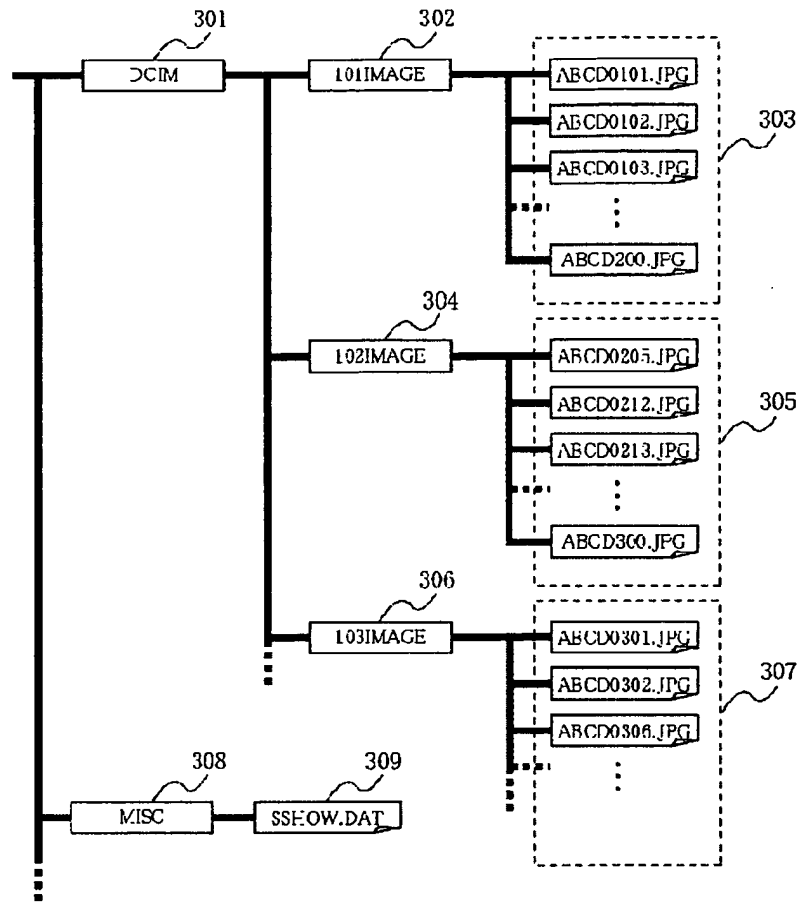 301
302
DCIM
101IMAGE
ABCD0101.JPG
ABCD0102.JPG
303
ABCD0103.JPG
ABCD200.JPG
304
102IMAGE
ABCD0205.JPG
ABCD0212.JPG
305
ABCD0213.JPG
ABCD300.JPG
306
103IMAGE
ABCD0301.JPG
307
ABCD0302.JPG
ABCD0306.JPG
308
309
MISC
SSHOW.DAT